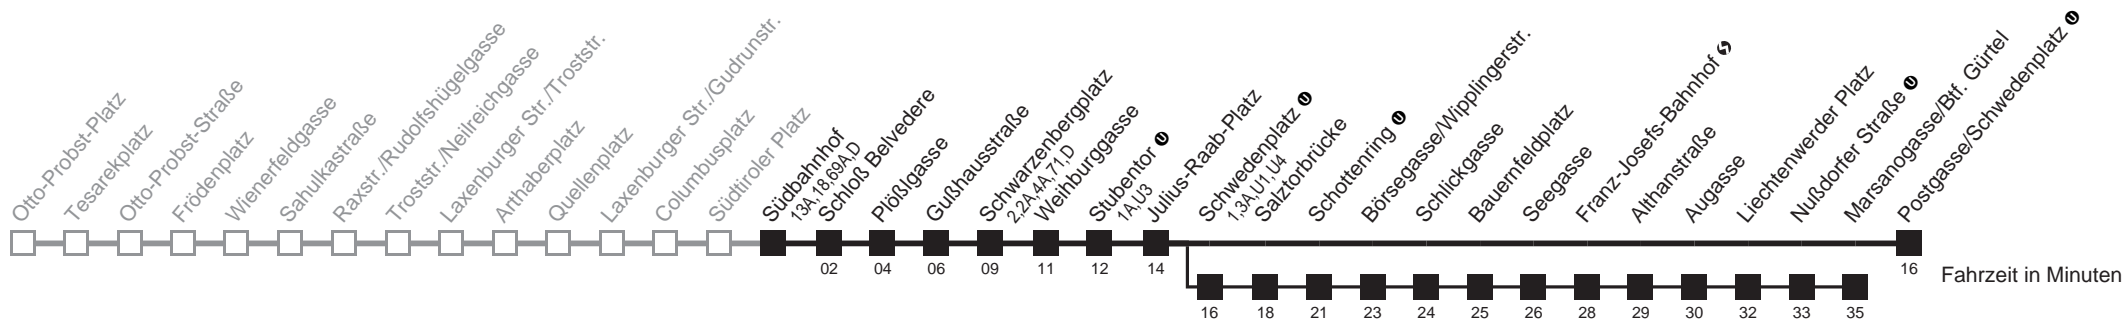 Otto-Probst-Platz
Tesarekplatz
Otto-Probst-Straße
Frödenplatz
Wienerfeldgasse
Sahulkastraße
Raxstr./Rudolfshügelgasse
Troststr./Neilreichgasse
Laxenburger Str./Troststr.
Arthaberplatz
Quellenplatz
Laxenburger Str./Gudrunstr.
Columbusplatz
Südtiroler Platz
Südbahnhof
13A,18,69A,D
Schloß Belvedere
Plößlgasse
Gußhausstraße
Schwarzenbergplatz
2,2A,4A,71,D
Weihburggasse
Stubentor U
1A,U3
Julius-Raab-Platz
Schwedenplatz U
1,3A,U1,U4
Salztorbrücke
Schottenring U
Börsegasse/Wipplingerstr.
Schlickgasse
Bauernfeldplatz
Seegasse
Franz-Josefs-Bahnhof
Althanstraße
Augasse
Liechtenwerder Platz
Nußdorfer Straße U
Marsanogasse/Btf. Gürtel
Postgasse/Schwedenplatz U
02 04 06 09 11 12 14 16
Fahrzeit in Minuten
16 18 21 23 24 25 26 28 29 30 32 33 35